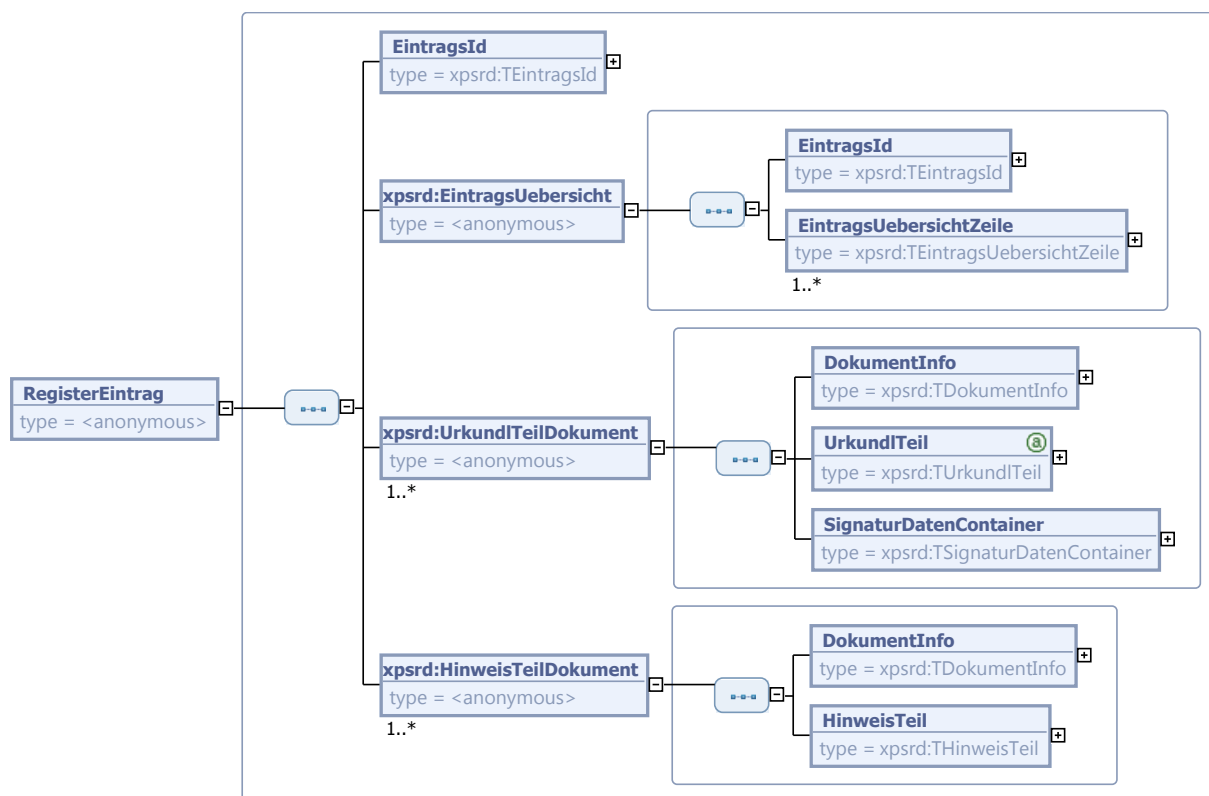 EintragsId
type = xpsrd:TEintragsId
xpsrd:EintragsUebersicht
type = <anonymous>
EintragsId
type = xpsrd:TEintragsId
EintragsUebersichtZeile
type = xpsrd:TEintragsUebersichtZeile
1..*
RegisterEintrag
type = <anonymous>
xpsrd:UrkundlTeilDokument
type = <anonymous>
1..*
DokumentInfo
type = xpsrd:TDokumentInfo
UrkundlTeil
a
type = xpsrd:TUrkundlTeil
SignaturDatenContainer
type = xpsrd:TSignaturDatenContainer
xpsrd:HinweisTeilDokument
type = <anonymous>
1..*
DokumentInfo
type = xpsrd:TDokumentInfo
HinweisTeil
type = xpsrd:THinweisTeil